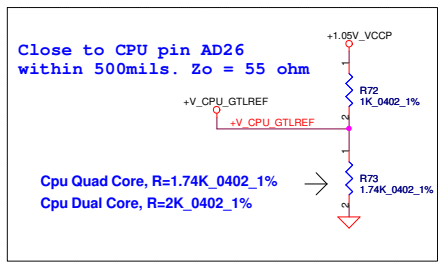 Close to CPU pin AD26
within 500mils. Zo = 55 ohm
+1.05V_VCCP
1
R72
1K_0402_1%
2
+V_CPU_GTLREF
+V_CPU_GTLREF
1
R73
1.74K_0402_1%
2
Cpu Quad Core, R=1.74K_0402_1%
Cpu Dual Core, R=2K_0402_1%